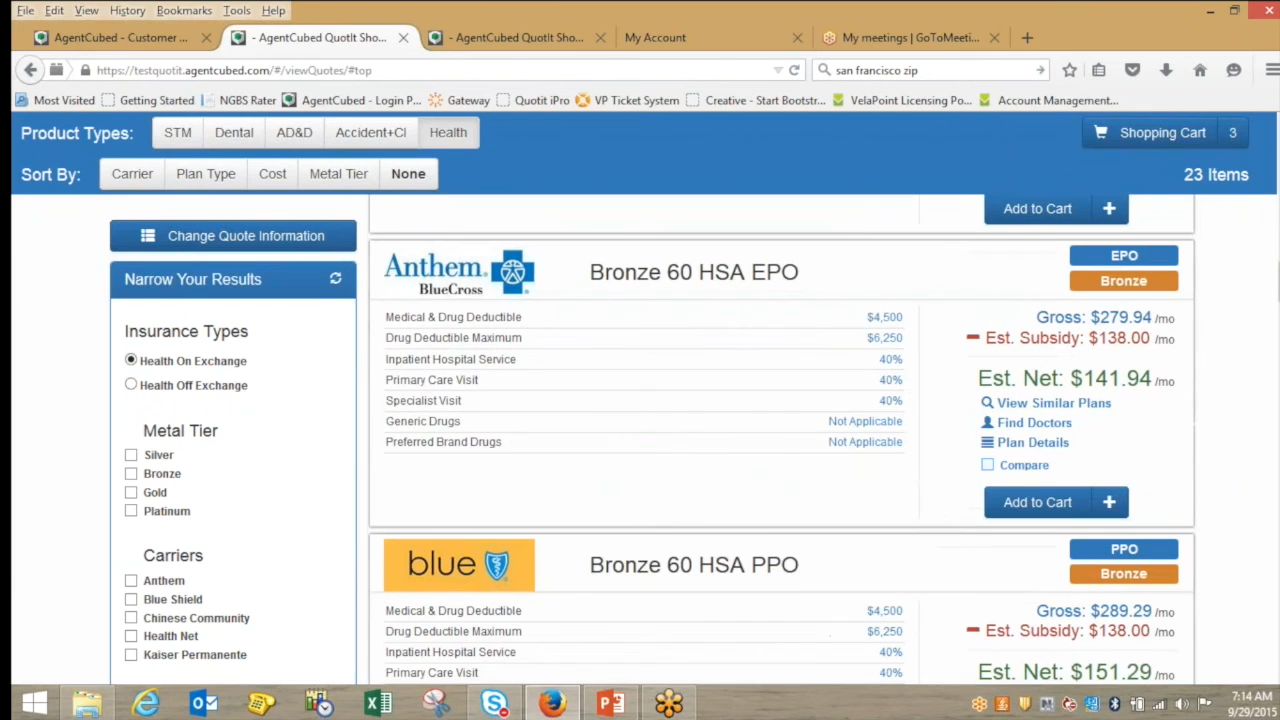 File Edit View History Bookmarks Tools Help
AgentCubed - Customer ... - AgentCubed QuotIt Sho... - AgentCubed QuotIt Sho... My Account My meetings | GoToMeeti...
https://testquotit.agentcubed.com/#/viewQuotes/#top san francisco zip
Most Visited Getting Started NGBS Rater AgentCubed - Login P... Gateway Quotit iPro VP Ticket System Creative - Start Bootstr... VelaPoint Licensing Po... Account Management...
Product Types: STM Dental AD&D Accident+CI Health Shopping Cart 3
Sort By: Carrier Plan Type Cost Metal Tier None 23 Items
Change Quote Information
Narrow Your Results
Insurance Types
Health On Exchange
Health Off Exchange
Metal Tier
Silver
Bronze
Gold
Platinum
Carriers
Anthem
Blue Shield
Chinese Community
Health Net
Kaiser Permanente
Add to Cart +
Anthem. BlueCross
Bronze 60 HSA EPO
EPO
Bronze
Medical & Drug Deductible $4,500
Drug Deductible Maximum $6,250
Inpatient Hospital Service 40%
Primary Care Visit 40%
Specialist Visit 40%
Generic Drugs Not Applicable
Preferred Brand Drugs Not Applicable
Gross: $279.94 /mo
Est. Subsidy: $138.00 /mo
Est. Net: $141.94 /mo
View Similar Plans
Find Doctors
Plan Details
Compare
Add to Cart +
blue
Bronze 60 HSA PPO
PPO
Bronze
Medical & Drug Deductible $4,500
Drug Deductible Maximum $6,250
Inpatient Hospital Service 40%
Primary Care Visit 40%
Gross: $289.29 /mo
Est. Subsidy: $138.00 /mo
Est. Net: $151.29 /mo
7:14 AM
9/29/2015